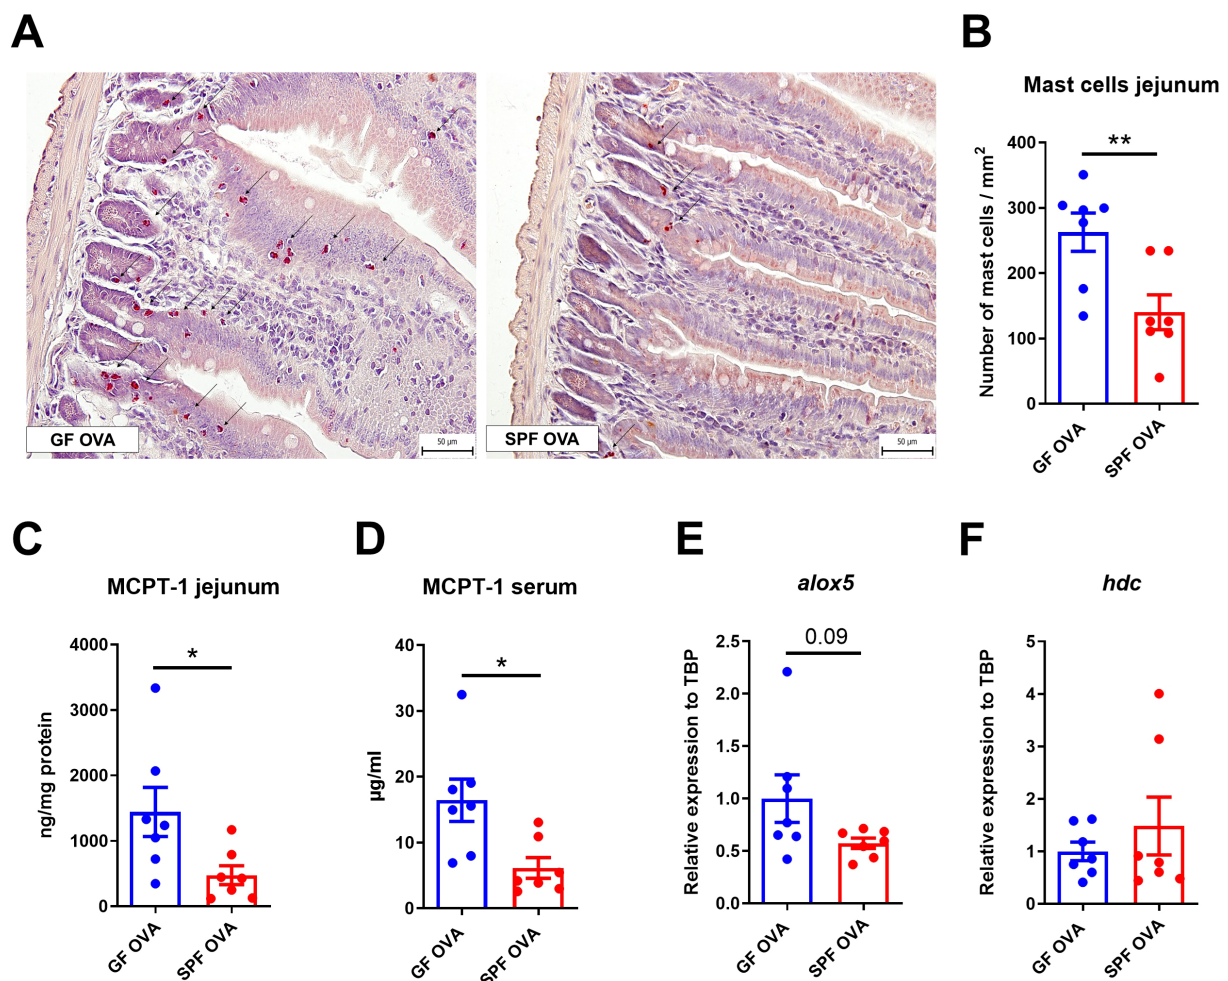 A
GF OVA
50 µm
SPF OVA
50 µm
B
Mast cells jejunum
Number of mast cells / mm²
400
300
200
100
0
**
GF OVA
SPF OVA
C
MCPT-1 jejunum
ng/mg protein
4000
3000
2000
1000
0
*
GF OVA
SPF OVA
D
MCPT-1 serum
µg/ml
40
30
20
10
0
*
GF OVA
SPF OVA
E
alox5
Relative expression to TBP
2.5
2.0
1.5
1.0
0.5
0.0
0.09
GF OVA
SPF OVA
F
hdc
Relative expression to TBP
5
4
3
2
1
0
GF OVA
SPF OVA